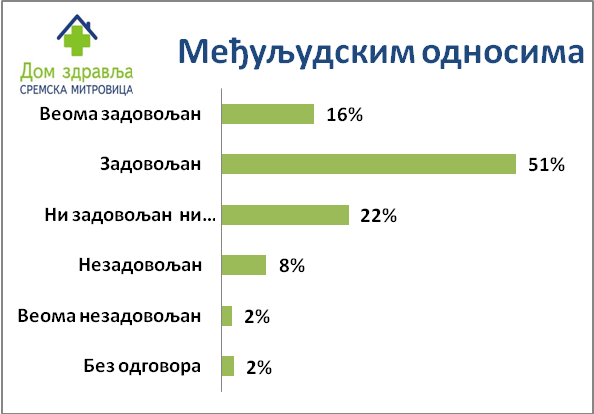 Дом здравља
СРЕМСКА МИТРОВИЦА
Међуљудским односима
Веома задовољан 16%
Задовољан 51%
Ни задовољан ни... 22%
Незадовољан 8%
Веома незадовољан 2%
Без одговора 2%